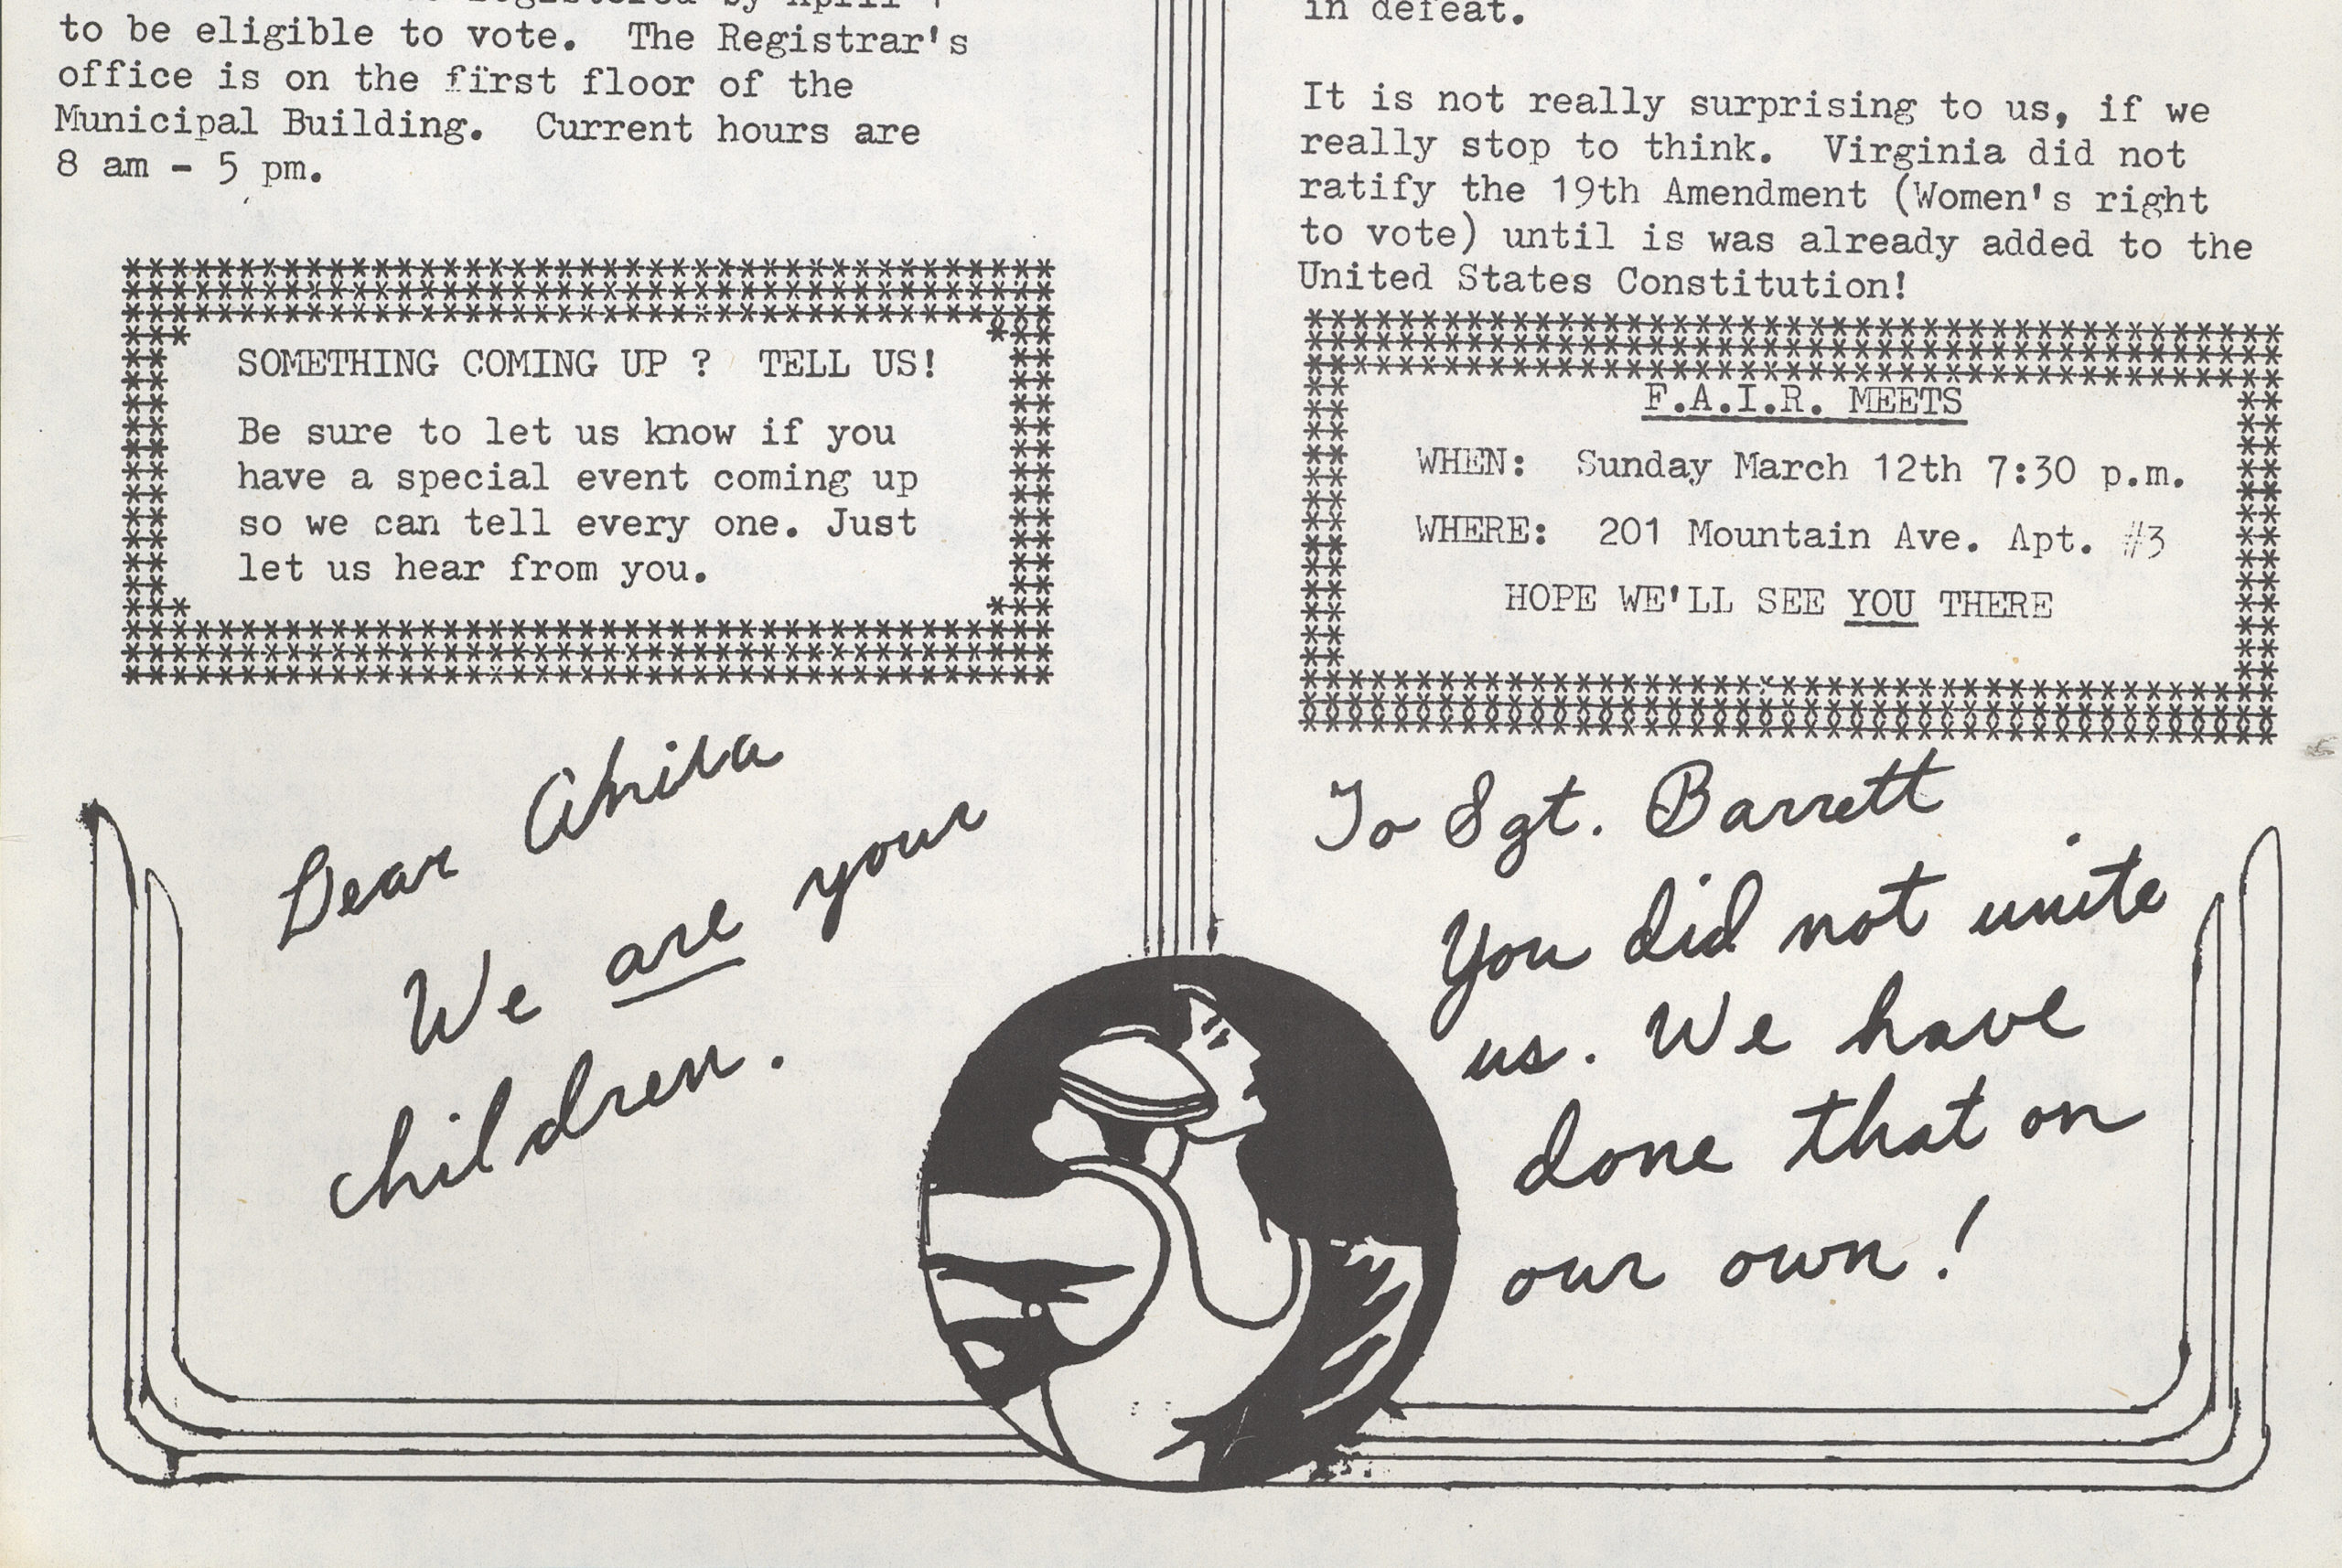 to be eligible to vote.  The Registrar's
office is on the first floor of the
Municipal Building.  Current hours are
8 am - 5 pm.
SOMETHING COMING UP ?  TELL US!
Be sure to let us know if you
have a special event coming up
so we can tell every one. Just
let us hear from you.
Dear Anita
We are your
children.
in defeat.
It is not really surprising to us, if we
really stop to think.  Virginia did not
ratify the 19th Amendment (Women's right
to vote) until is was already added to the
United States Constitution!
F.A.I.R. MEETS
WHEN:  Sunday March 12th 7:30 p.m.
WHERE:  201 Mountain Ave. Apt. #3
HOPE WE'LL SEE YOU THERE
To Sgt. Barrett
You did not unite
us. We have
done that on
our own!